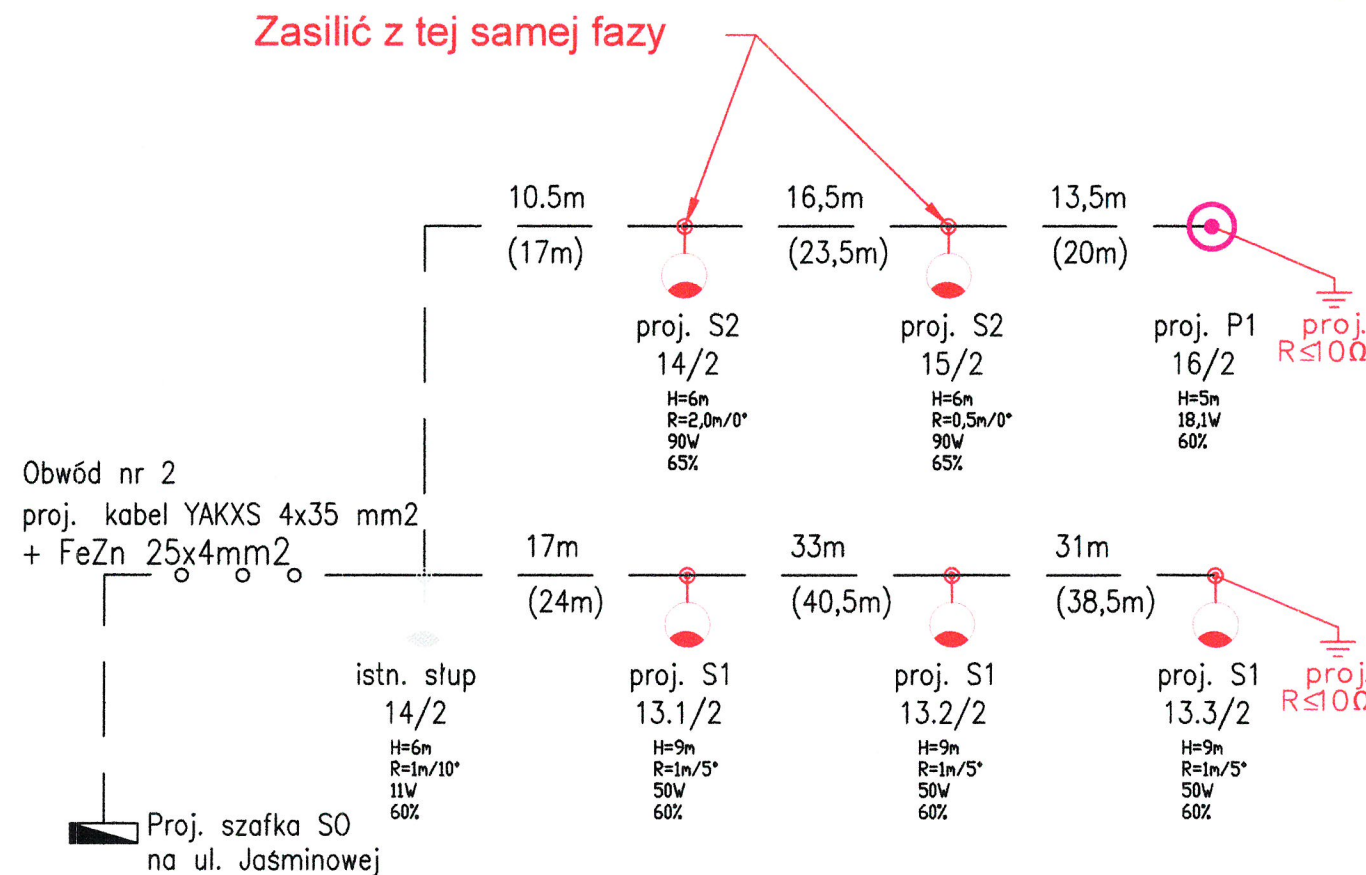 Zasilić z tej samej fazy
10.5m
(17m)
16,5m
(23,5m)
13,5m
(20m)
proj. S2
14/2
H=6m
R=2,0m/0°
90W
65%
proj. S2
15/2
H=6m
R=0,5m/0°
90W
65%
proj. P1
16/2
H=5m
18,1W
60%
proj.
R≤10Ω
Obwód nr 2
proj. kabel YAKXS 4x35 mm2
+ FeZn 25x4mm2
17m
(24m)
33m
(40,5m)
31m
(38,5m)
istn. słup
14/2
H=6m
R=1m/10°
11W
60%
proj. S1
13.1/2
H=9m
R=1m/5°
50W
60%
proj. S1
13.2/2
H=9m
R=1m/5°
50W
60%
proj. S1
13.3/2
H=9m
R=1m/5°
50W
60%
proj.
R≤10Ω
Proj. szafka SO
na ul. Jaśminowej